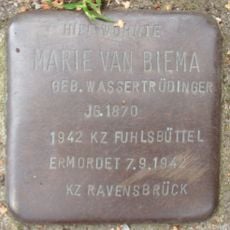 HIER WOHNTE
MARIE VAN BIEMA
GEB. WASSERTRÜDINGER
JG. 1870
1942 KZ FUHLSBÜTTEL
ERMORDET 7.9.1942
KZ RAVENSBRÜCK